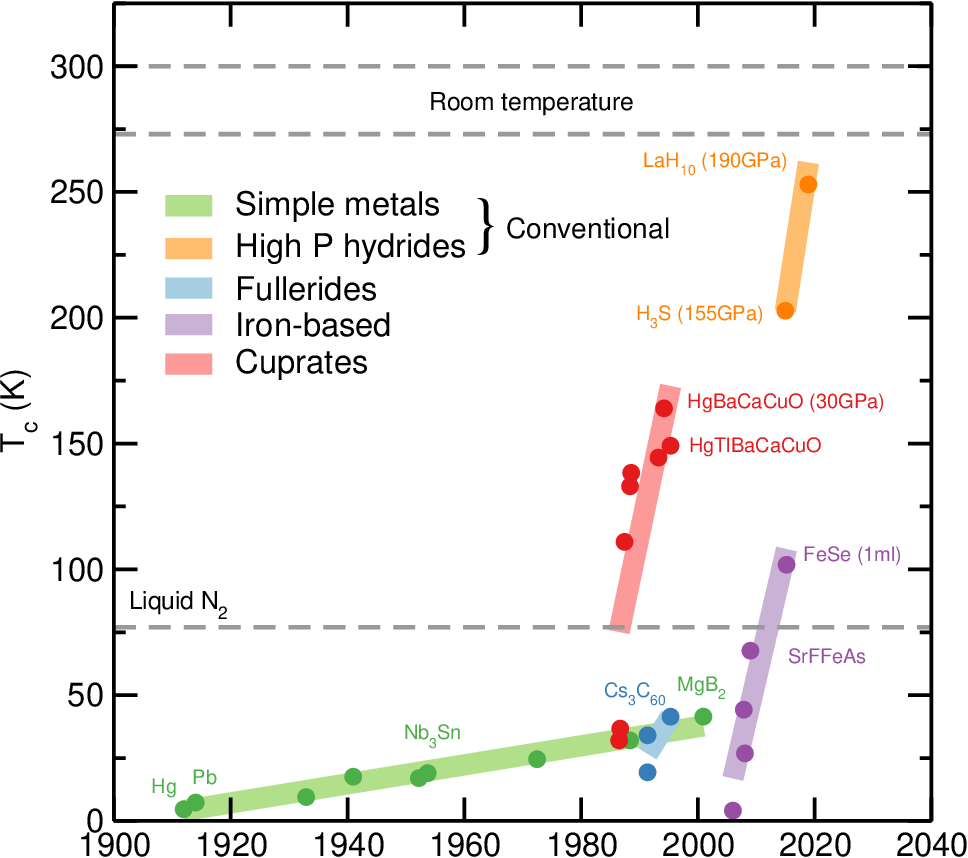 300
Room temperature
LaH₁₀ (190GPa)
250
Simple metals
High P hydrides
} Conventional
Fullerides
H₃S (155GPa)
200
Iron-based
Cuprates
T_c (K)
HgBaCaCuO (30GPa)
150
HgTlBaCaCuO
FeSe (1ml)
100
Liquid N₂
SrFFeAs
Cs₃C₆₀
MgB₂
50
Nb₃Sn
Hg
Pb
0
1900 1920 1940 1960 1980 2000 2020 2040